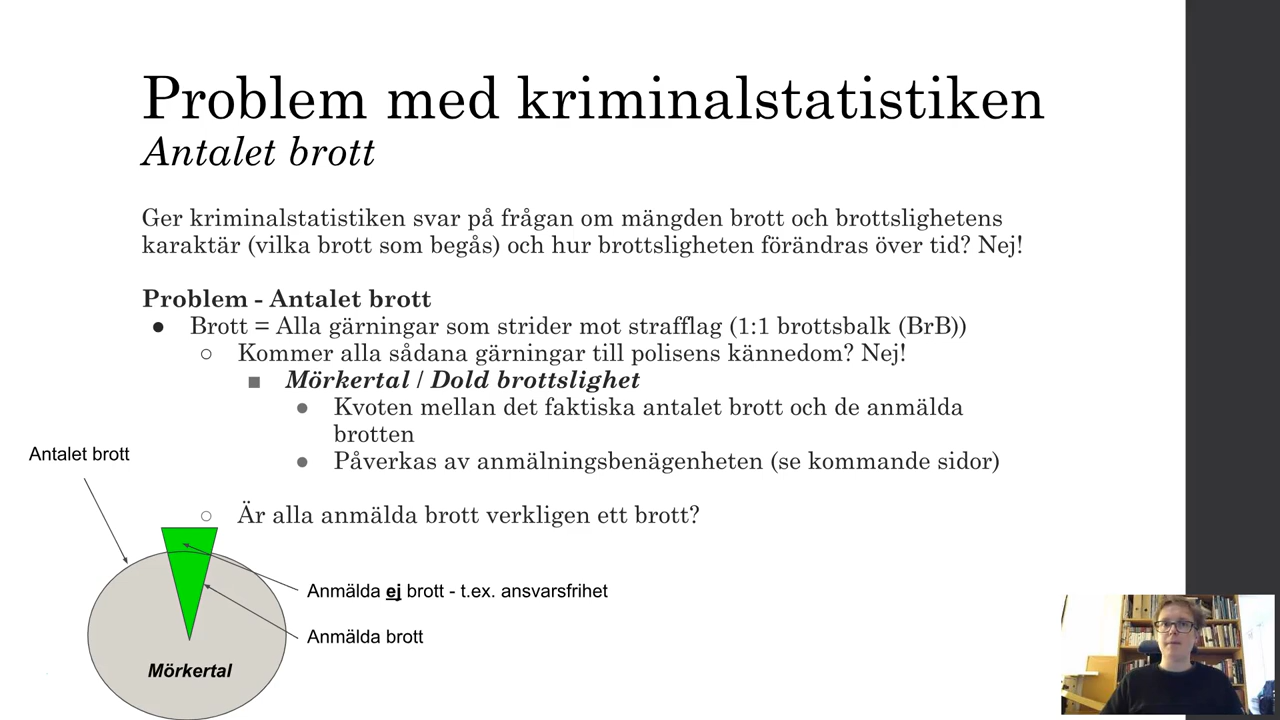 Problem med kriminalstatistiken
Antalet brott
Ger kriminalstatistiken svar på frågan om mängden brott och brottslighetens
karaktär (vilka brott som begås) och hur brottsligheten förändras över tid? Nej!
Problem - Antalet brott
● Brott = Alla gärningar som strider mot strafflag (1:1 brottsbalk (BrB))
○ Kommer alla sådana gärningar till polisens kännedom? Nej!
■ Mörkertal / Dold brottslighet
● Kvoten mellan det faktiska antalet brott och de anmälda
brotten
● Påverkas av anmälningsbenägenheten (se kommande sidor)
○ Är alla anmälda brott verkligen ett brott?
Antalet brott
Anmälda ej brott - t.ex. ansvarsfrihet
Anmälda brott
Mörkertal